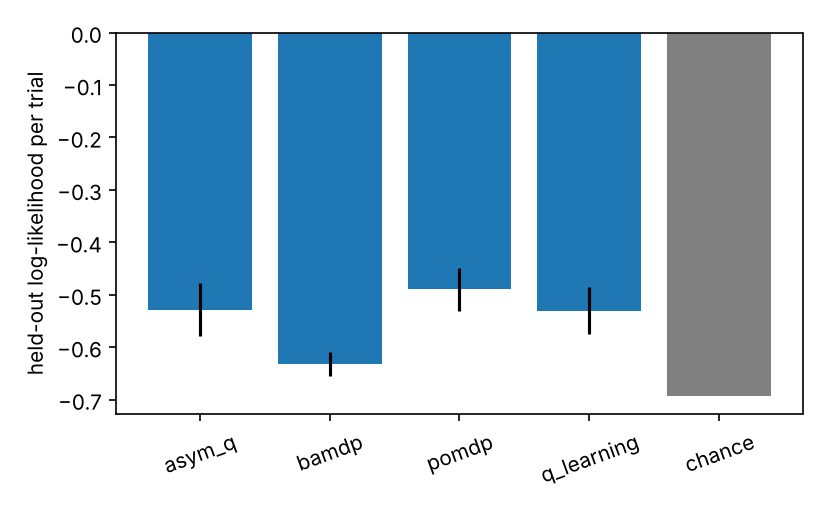 held-out log-likelihood per trial
0.0
−0.1
−0.2
−0.3
−0.4
−0.5
−0.6
−0.7
asym_q
bamdp
pomdp
q_learning
chance